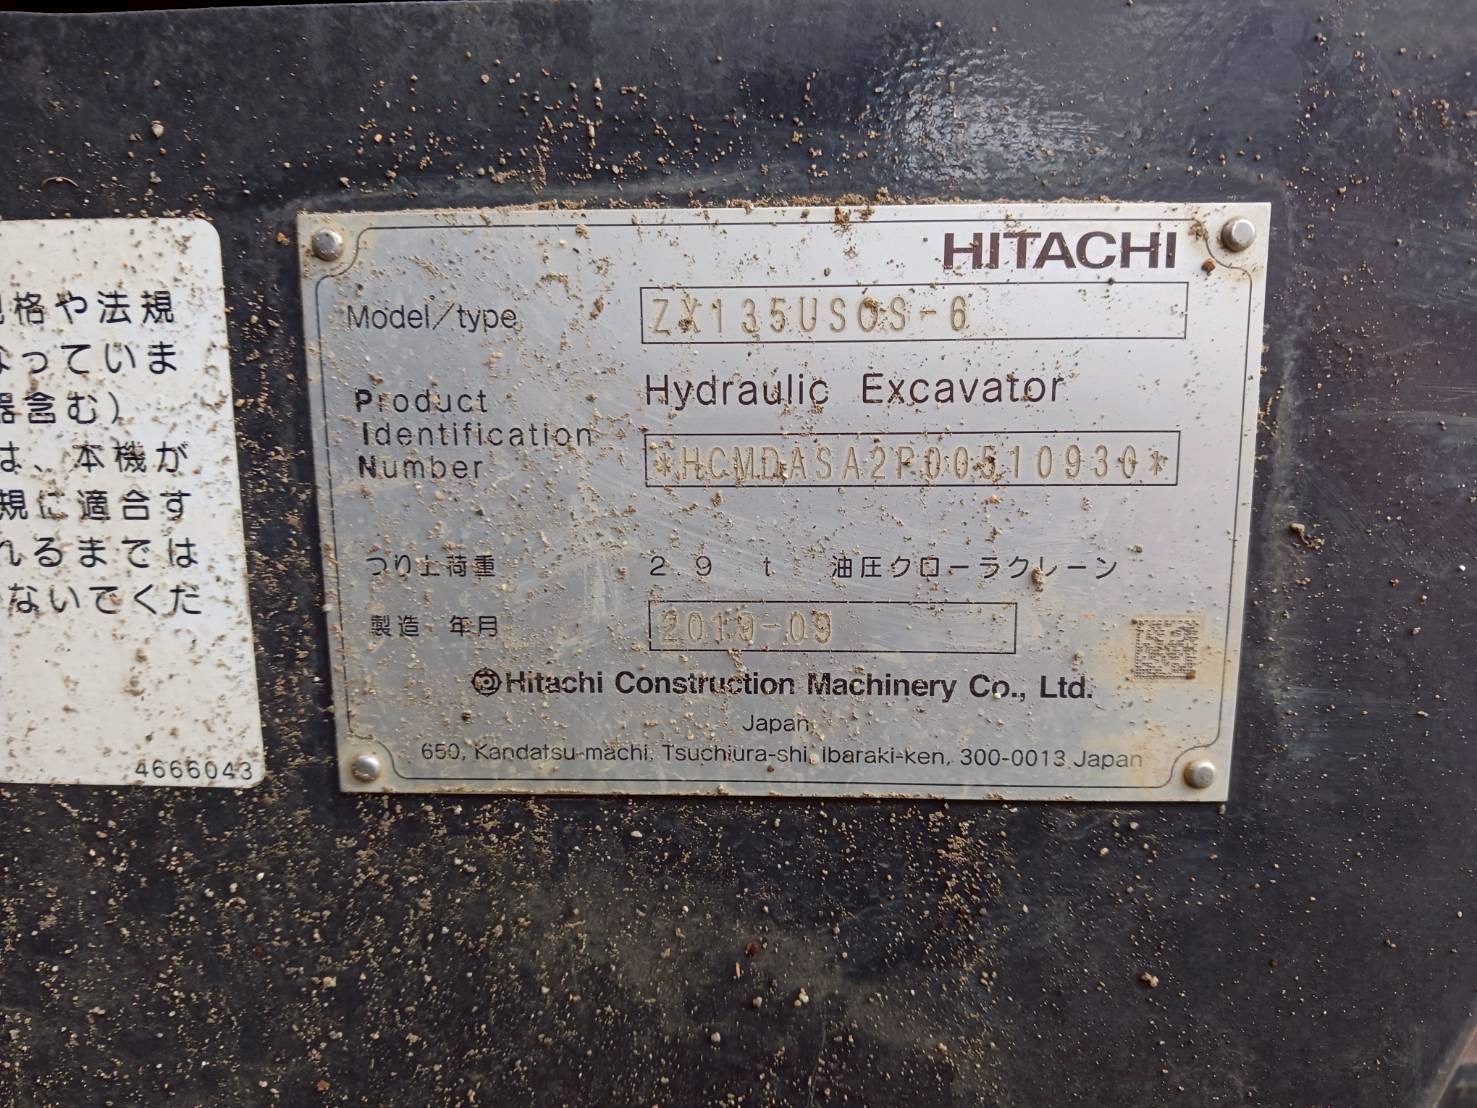 規格や法規
なっていま
器含む）
は、本機が
規に適合す
れるまでは
ないでくだ
4666043
HITACHI
Model/type ZX135USOS-6
Hydraulic Excavator
Product
Identification
Number *HCMDASA2P00510930*
つり上荷重 2.9 t 油圧クローラクレーン
製造 年月 2019-09
Hitachi Construction Machinery Co., Ltd.
Japan
650, Kandatsu-machi, Tsuchiura-shi, Ibaraki-ken, 300-0013 Japan